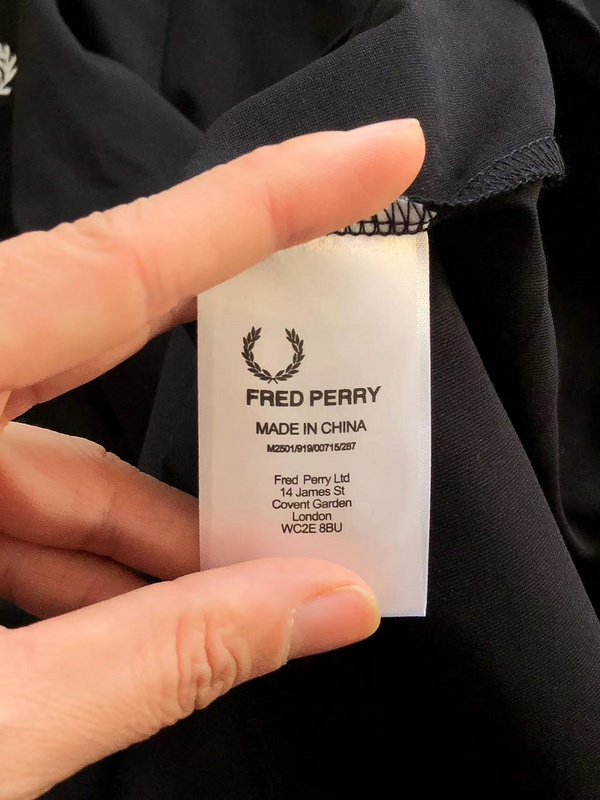 FRED PERRY
MADE IN CHINA
M2501/919/00715/287
Fred Perry Ltd
14 James St
Covent Garden
London
WC2E 8BU